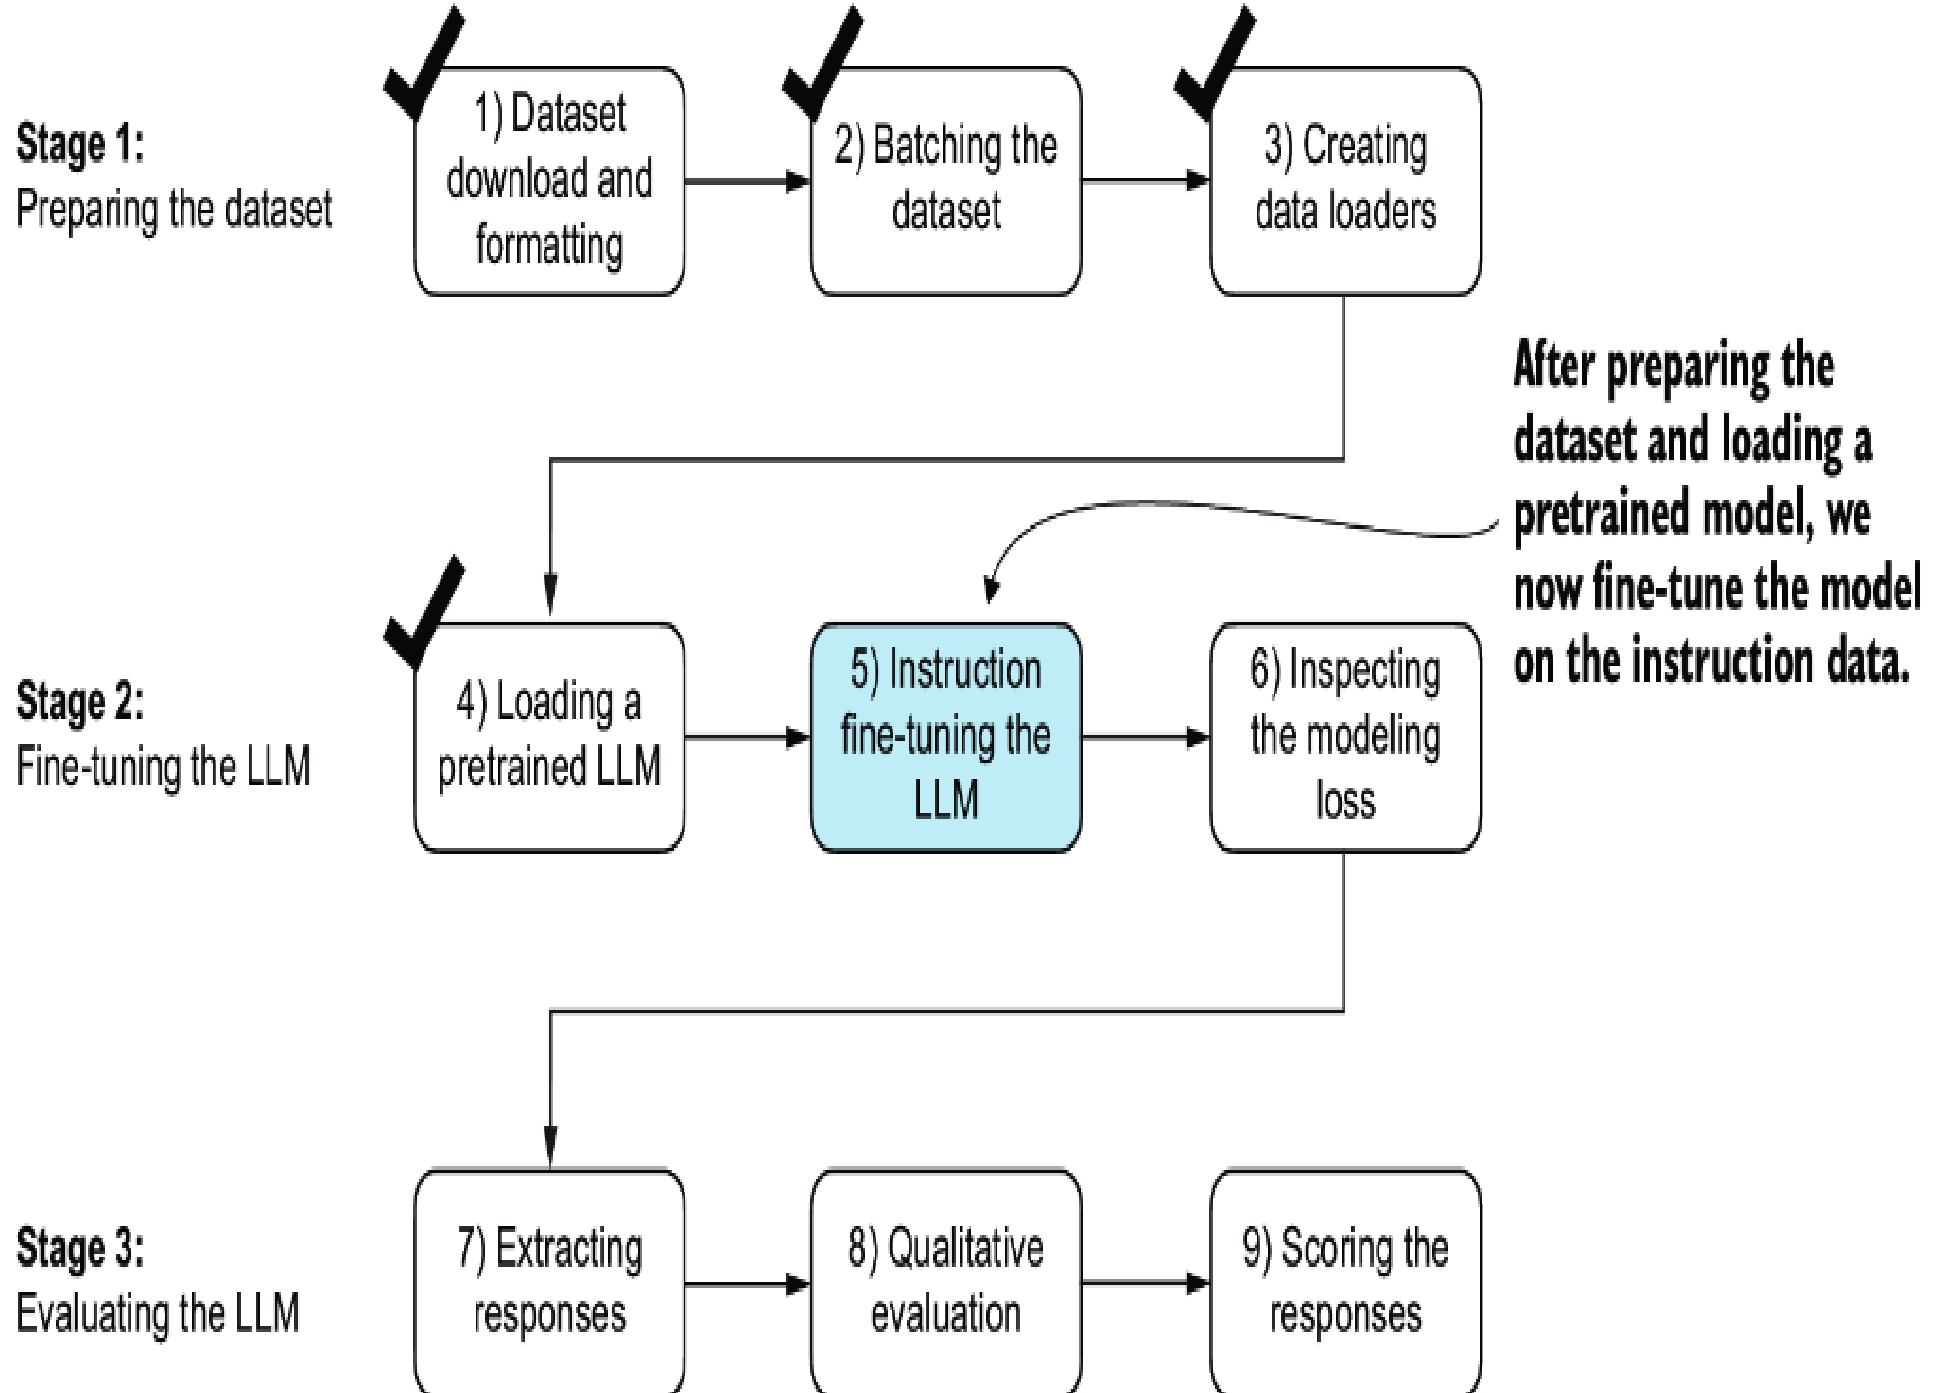 Stage 1:
Preparing the dataset
1) Dataset
download and
formatting
2) Batching the
dataset
3) Creating
data loaders
After preparing the
dataset and loading a
pretrained model, we
now fine-tune the model
on the instruction data.
Stage 2:
Fine-tuning the LLM
4) Loading a
pretrained LLM
5) Instruction
fine-tuning the
LLM
6) Inspecting
the modeling
loss
Stage 3:
Evaluating the LLM
7) Extracting
responses
8) Qualitative
evaluation
9) Scoring the
responses